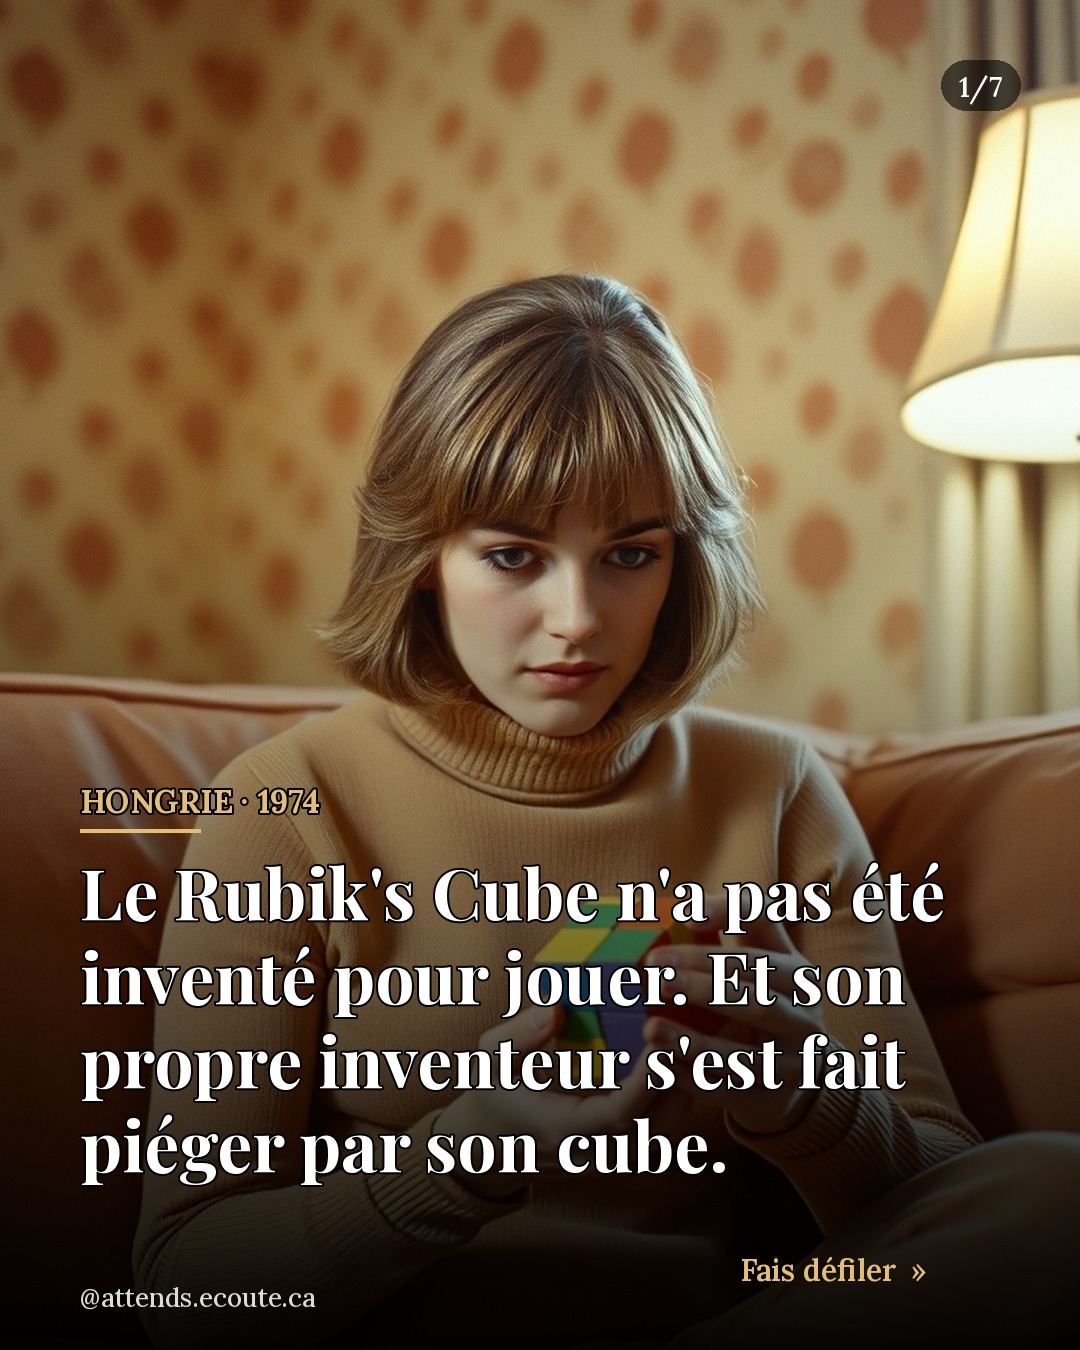 1/7
HONGRIE · 1974
Le Rubik's Cube n'a pas été
inventé pour jouer. Et son
propre inventeur s'est fait
piéger par son cube.
Fais défiler »
@attends.ecoute.ca